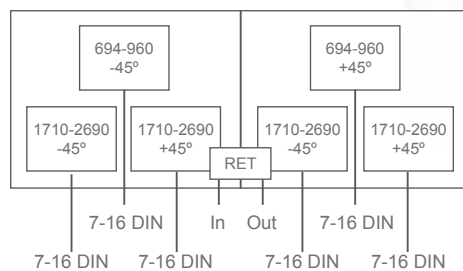 694-960
-45º
694-960
+45º
1710-2690
-45º
1710-2690
+45º
1710-2690
-45º
1710-2690
+45º
RET
7-16 DIN
In
Out
7-16 DIN
7-16 DIN
7-16 DIN
7-16 DIN
7-16 DIN